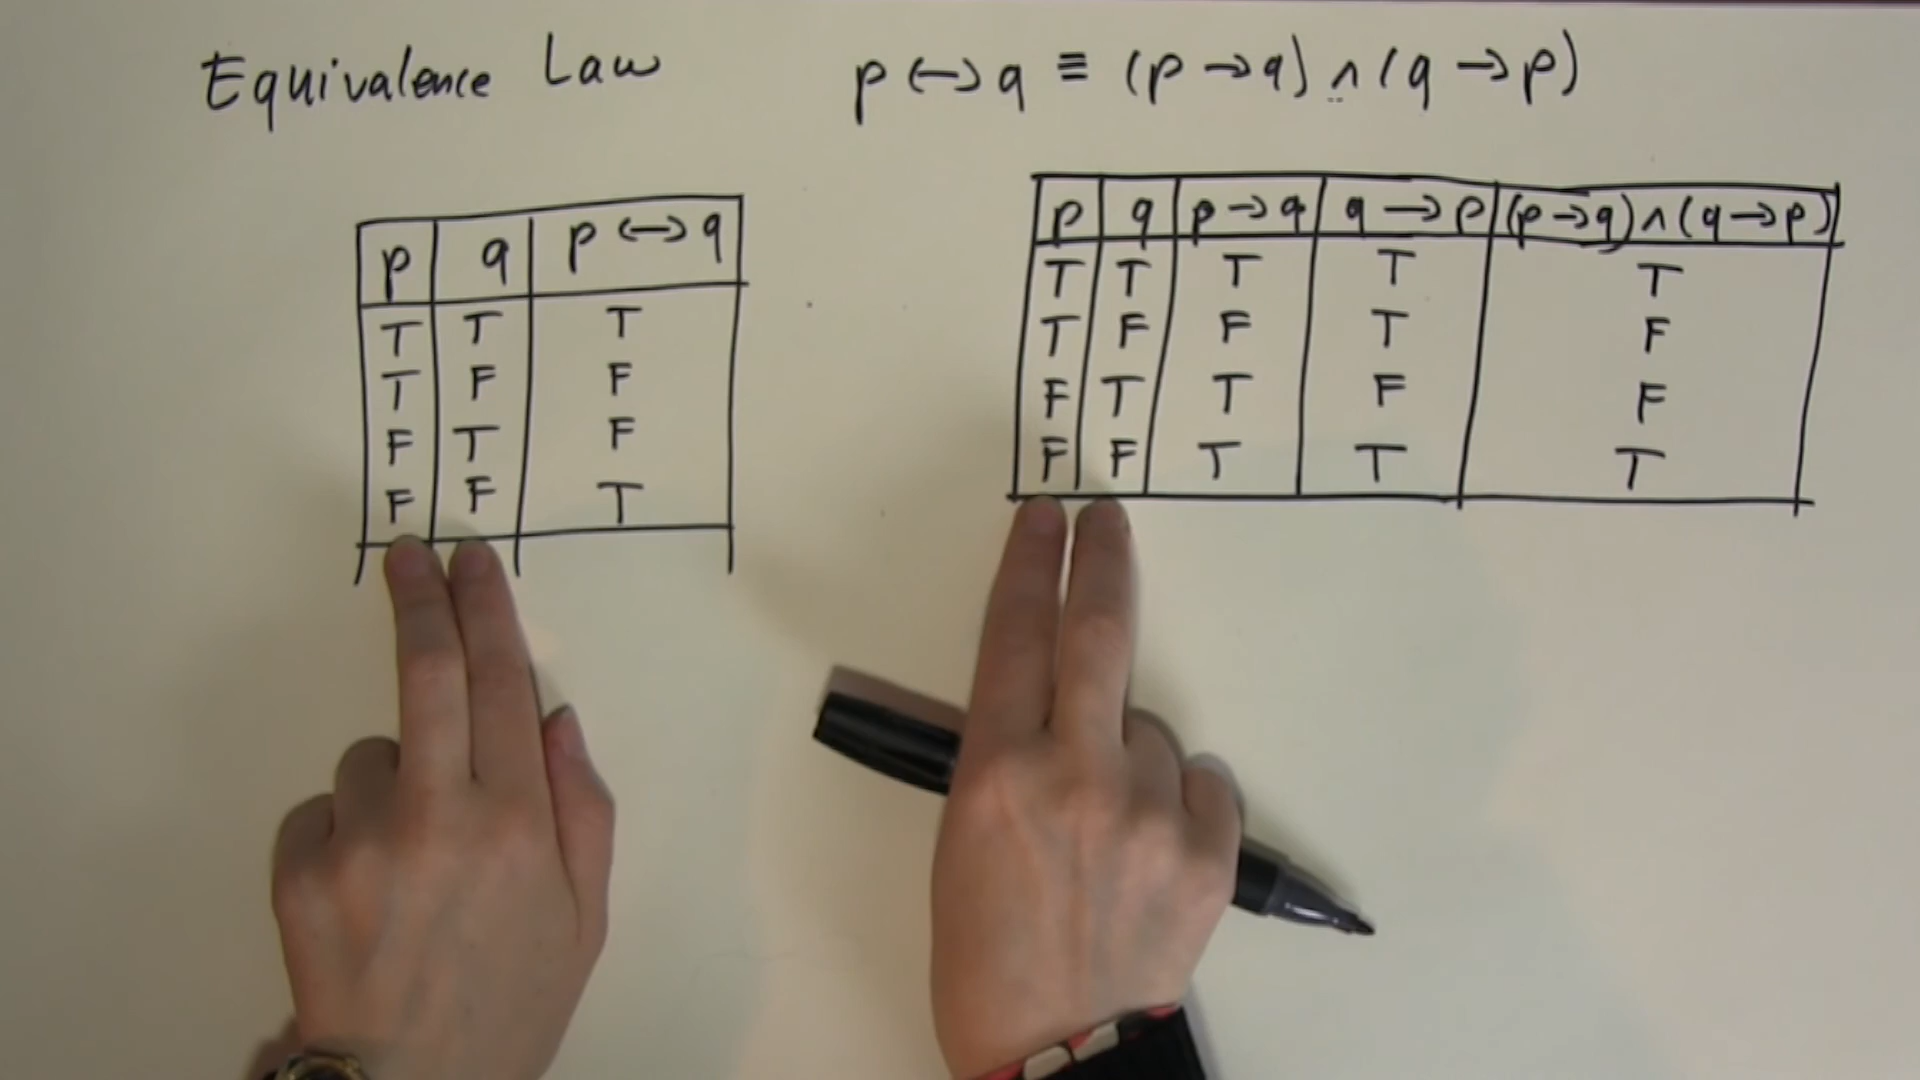 Equivalence Law p ↔ q ≡ (p → q) ∧ (q → p)
p q p ↔ q
T T T
T F F
F T F
F F T
p q p → q q → p (p → q) ∧ (q → p)
T T T T T
T F F T F
F T T F F
F F T T T